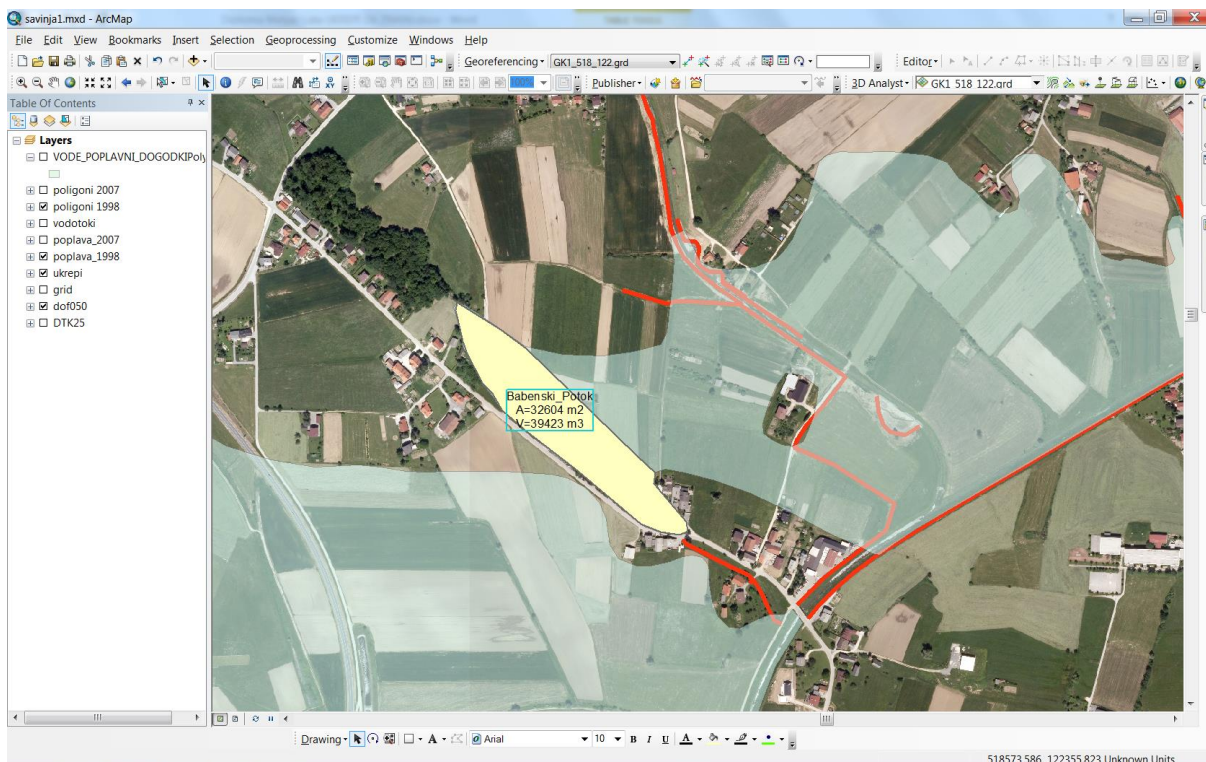 savinja1.mxd - ArcMap
File Edit View Bookmarks Insert Selection Geoprocessing Customize Windows Help
Georeferencing GK1_518_122.grd Editor
100% Publisher 3D Analyst GK1 518 122.grd
Table Of Contents
Layers
VODE_POPLAVNI_DOGODKIPoly
poligoni 2007
poligoni 1998
vodotoki
poplava_2007
poplava_1998
ukrepi
grid
dof050
DTK25
Babenski_Potok
A=32604 m2
V=39423 m3
Drawing A Arial 10 B I U A
518573,586 122355,823 Unknown Units